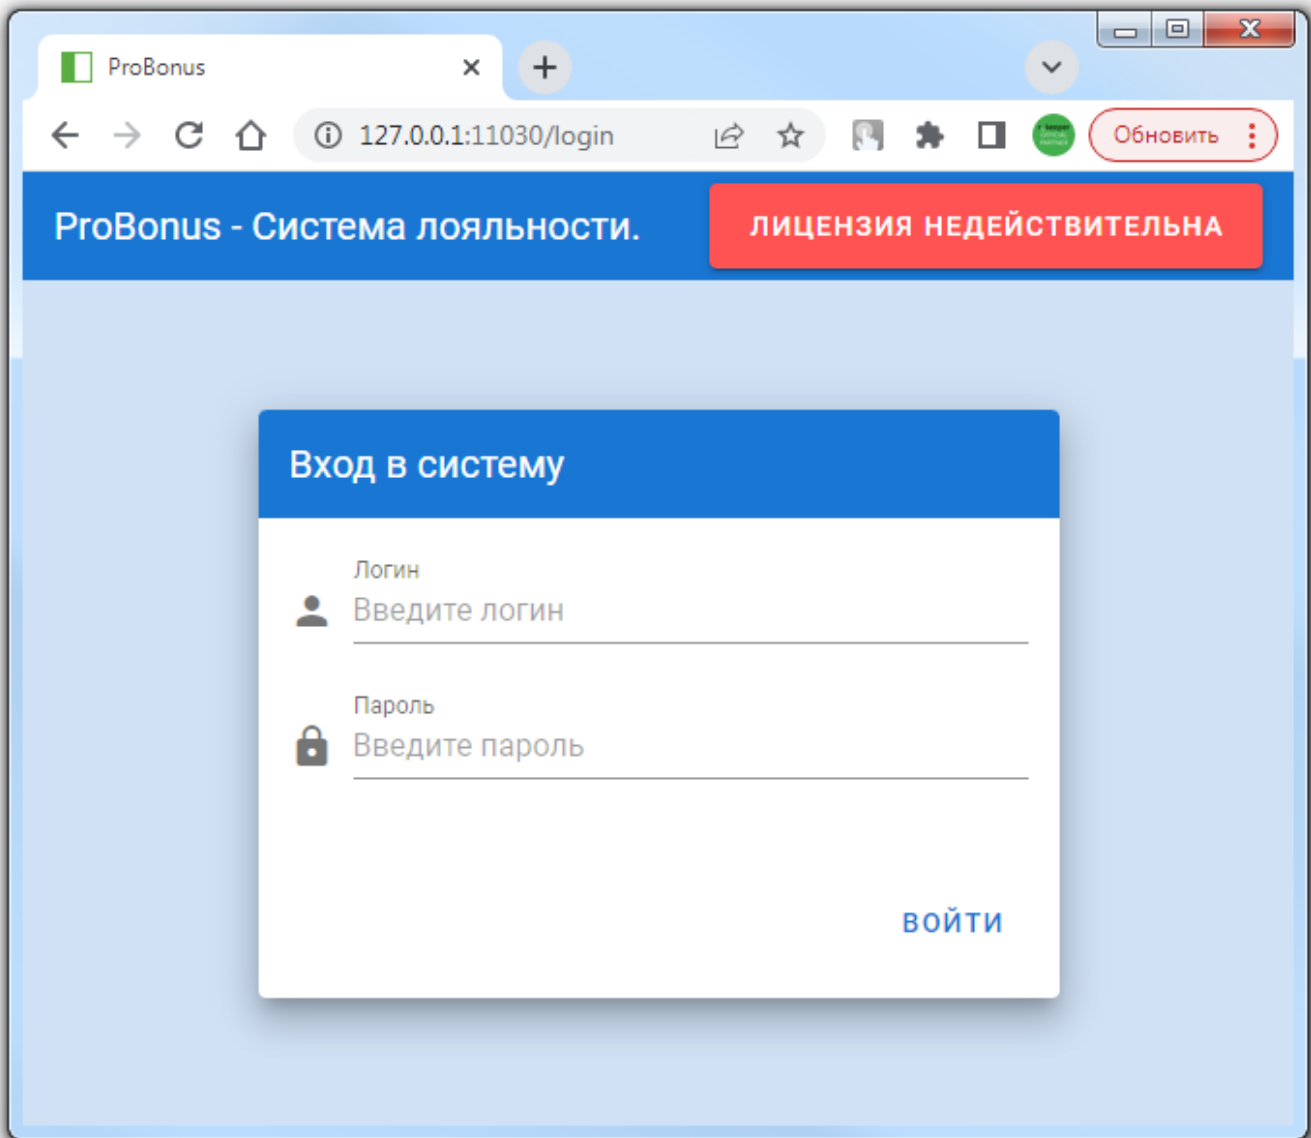 ProBonus
127.0.0.1:11030/login
Обновить
ProBonus - Система лояльности.
ЛИЦЕНЗИЯ НЕДЕЙСТВИТЕЛЬНА
Вход в систему
Логин
Введите логин
Пароль
Введите пароль
ВОЙТИ